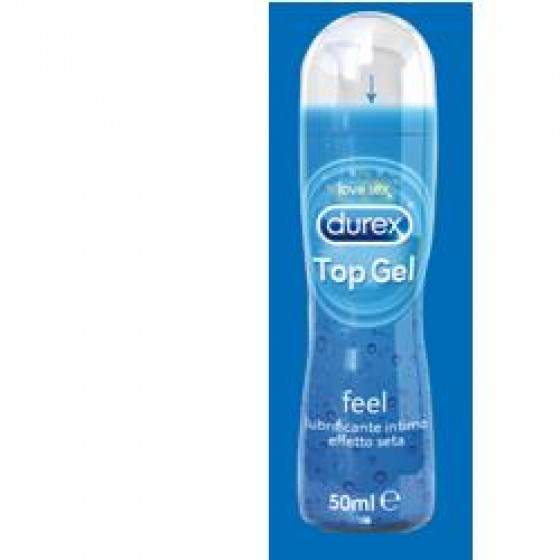 love sex
durex
Top Gel
feel
lubrificante intimo
effetto seta
50ml e